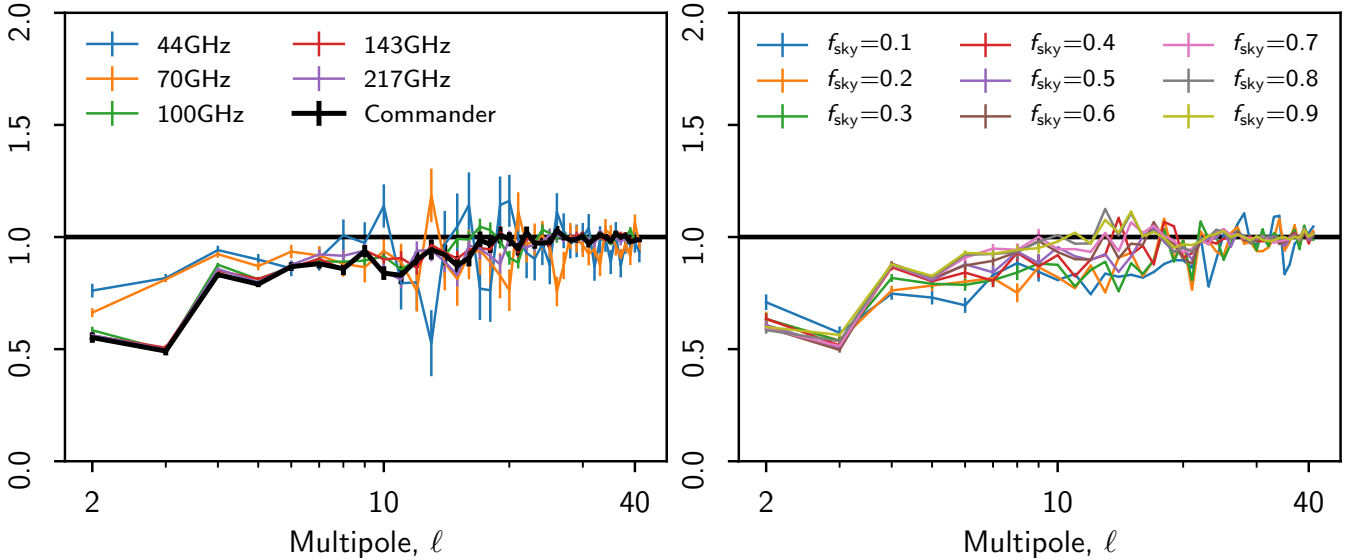 2.0
1.5
1.0
0.5
0.0
44GHz
70GHz
100GHz
143GHz
217GHz
Commander
2
10
40
Multipole, ℓ
2.0
1.5
1.0
0.5
0.0
fsky=0.1
fsky=0.2
fsky=0.3
fsky=0.4
fsky=0.5
fsky=0.6
fsky=0.7
fsky=0.8
fsky=0.9
2
10
40
Multipole, ℓ